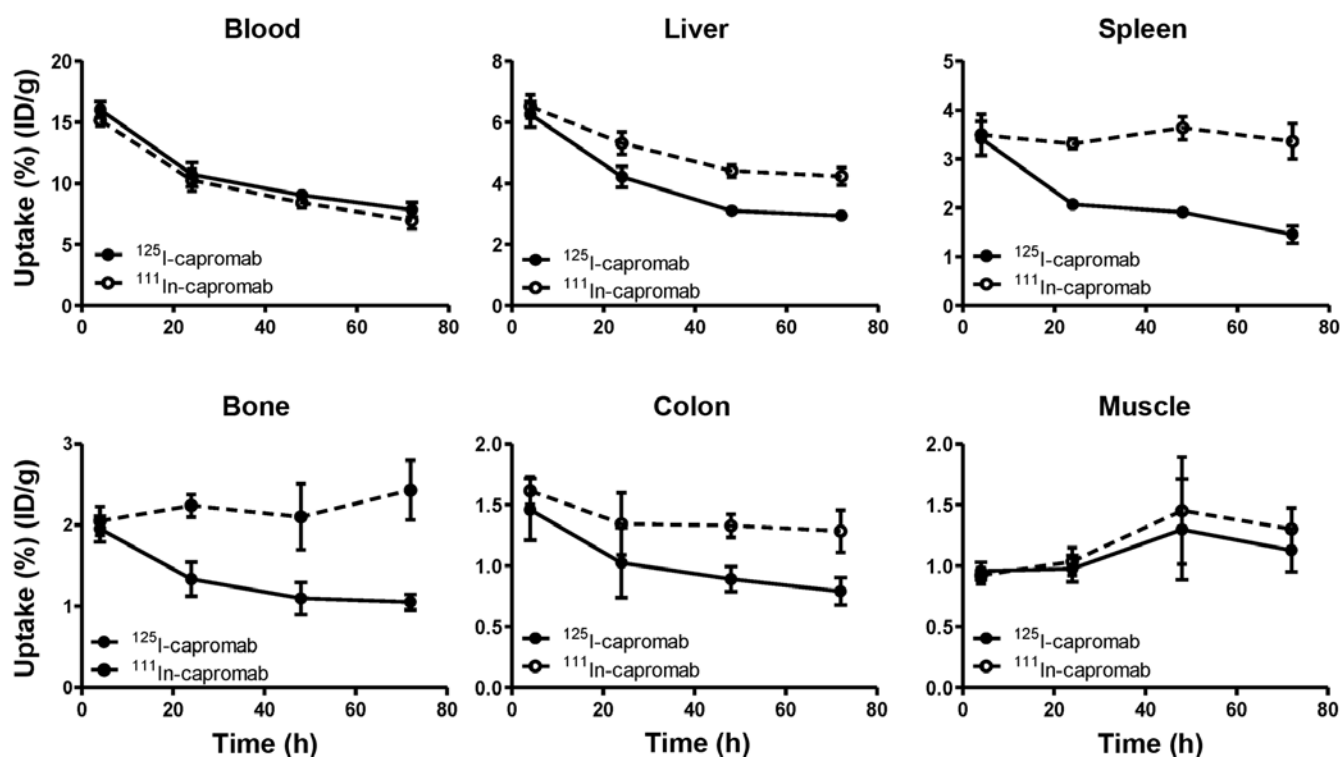 Blood
Liver
Spleen
Uptake (%) (ID/g)
20
15
10
5
0
0 20 40 60 80
¹²⁵I-capromab
¹¹¹In-capromab
8
6
4
2
0
0 20 40 60 80
¹²⁵I-capromab
¹¹¹In-capromab
5
4
3
2
1
0
0 20 40 60 80
¹²⁵I-capromab
¹¹¹In-capromab
Bone
Colon
Muscle
Uptake (%) (ID/g)
3
2
1
0
0 20 40 60 80
¹²⁵I-capromab
¹¹¹In-capromab
Time (h)
2.0
1.5
1.0
0.5
0.0
0 20 40 60 80
¹²⁵I-capromab
¹¹¹In-capromab
Time (h)
2.0
1.5
1.0
0.5
0.0
0 20 40 60 80
¹²⁵I-capromab
¹¹¹In-capromab
Time (h)